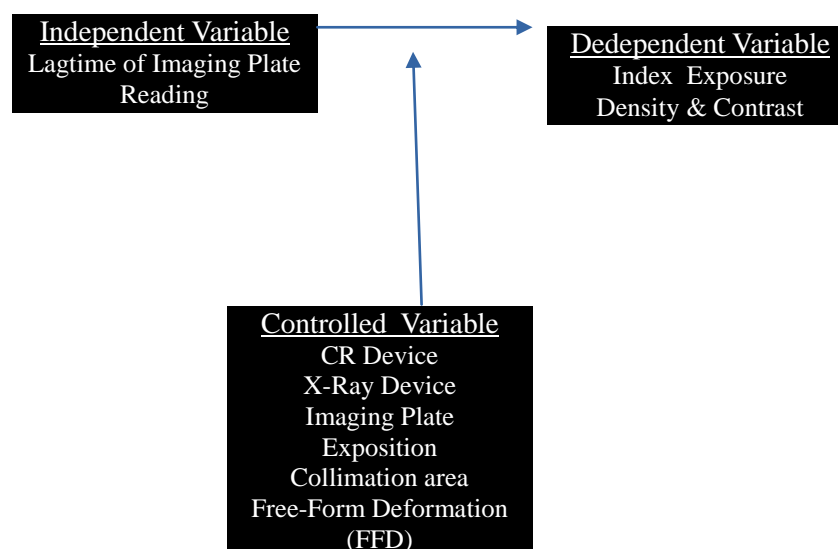 Independent Variable
Lagtime of Imaging Plate
Reading
Dedependent Variable
Index Exposure
Density & Contrast
Controlled Variable
CR Device
X-Ray Device
Imaging Plate
Exposition
Collimation area
Free-Form Deformation
(FFD)